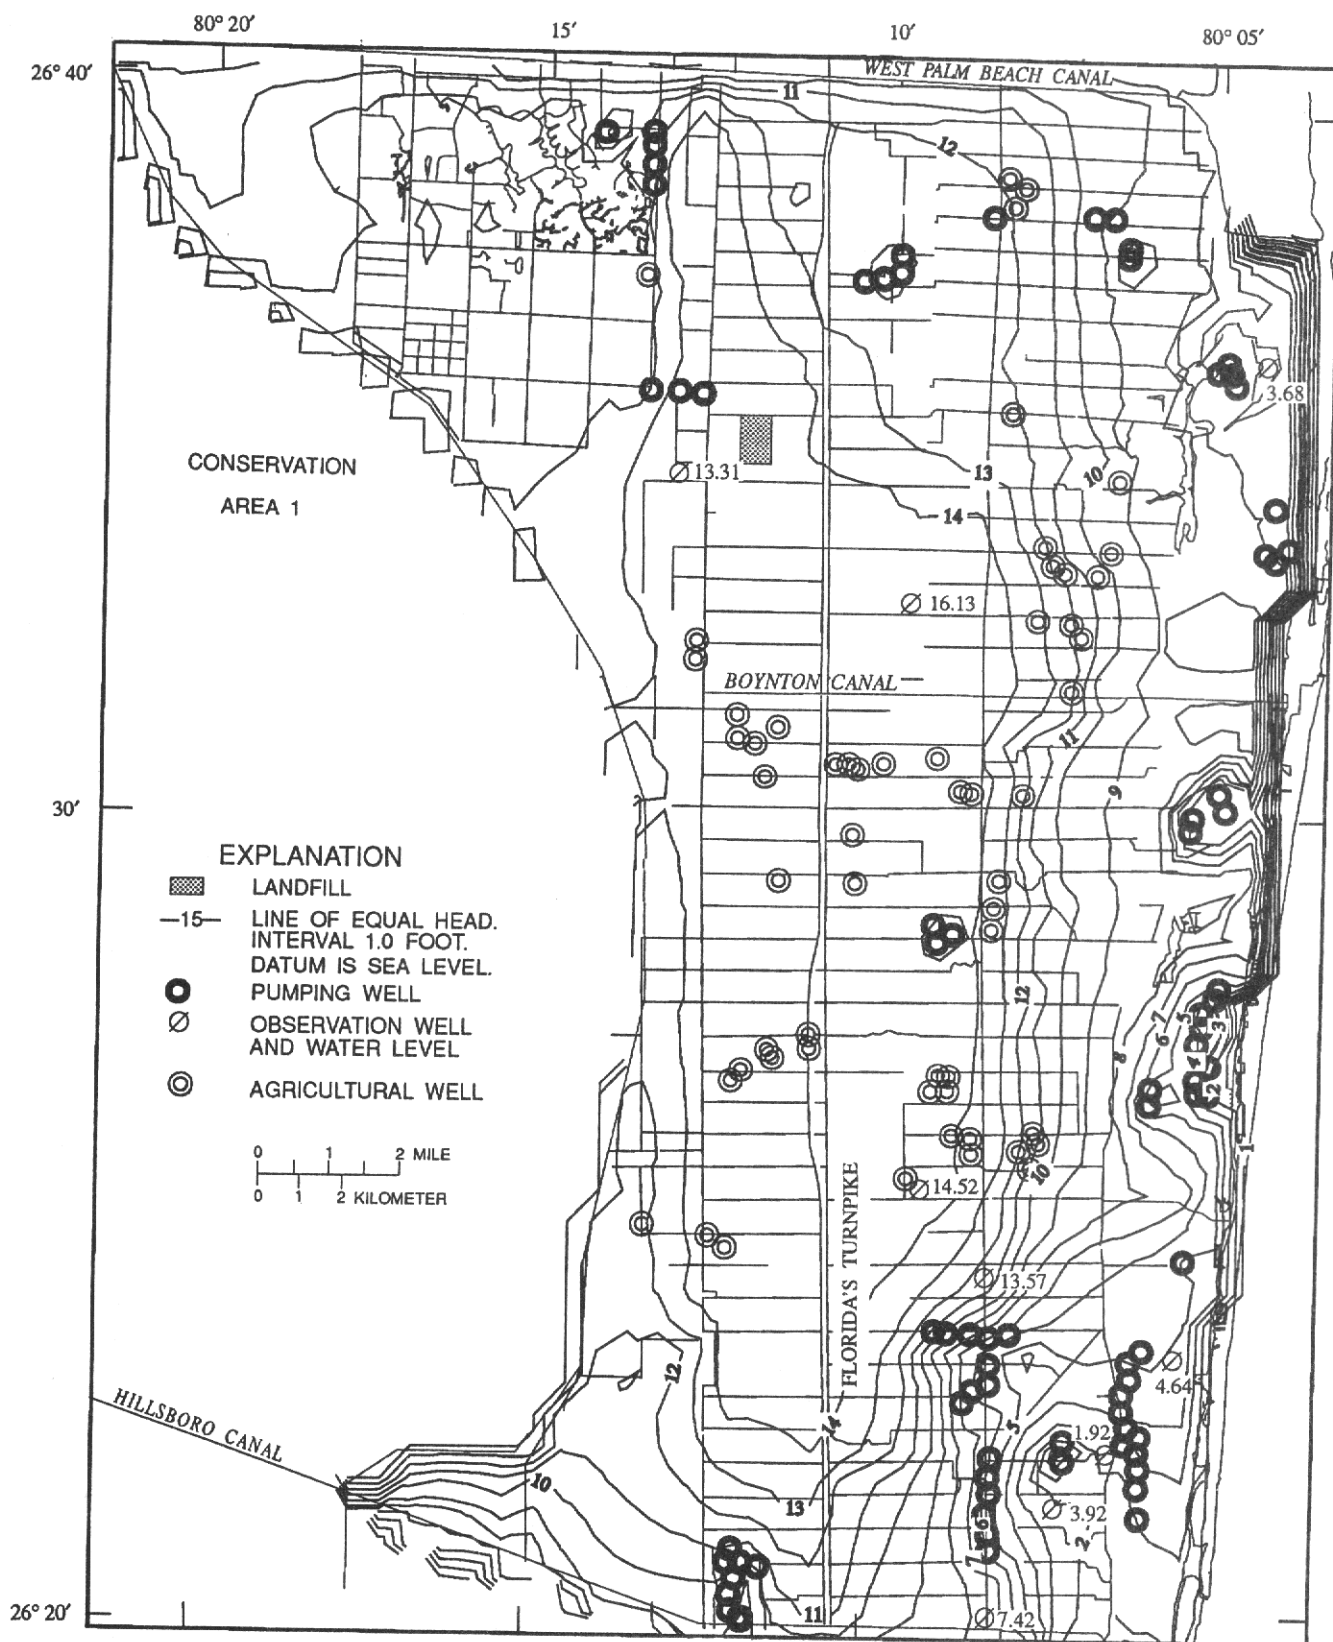 80° 20′ 15′ 10′ 80° 05′
26° 40′
WEST PALM BEACH CANAL
11
12
3.68
CONSERVATION
AREA 1
13.31
13
10
14
16.13
BOYNTON CANAL
11
9
30′
EXPLANATION
LANDFILL
—15— LINE OF EQUAL HEAD.
INTERVAL 1.0 FOOT.
DATUM IS SEA LEVEL.
PUMPING WELL
OBSERVATION WELL
AND WATER LEVEL
AGRICULTURAL WELL
12
7
6
5
3
8
4
2
1
0 1 2 MILE
0 1 2 KILOMETER
10
14.52
FLORIDA'S TURNPIKE
13.57
12
4.64
HILLSBORO CANAL
14
5
1.92
10
13
3.92
6
7
2
26° 20′
11
7.42